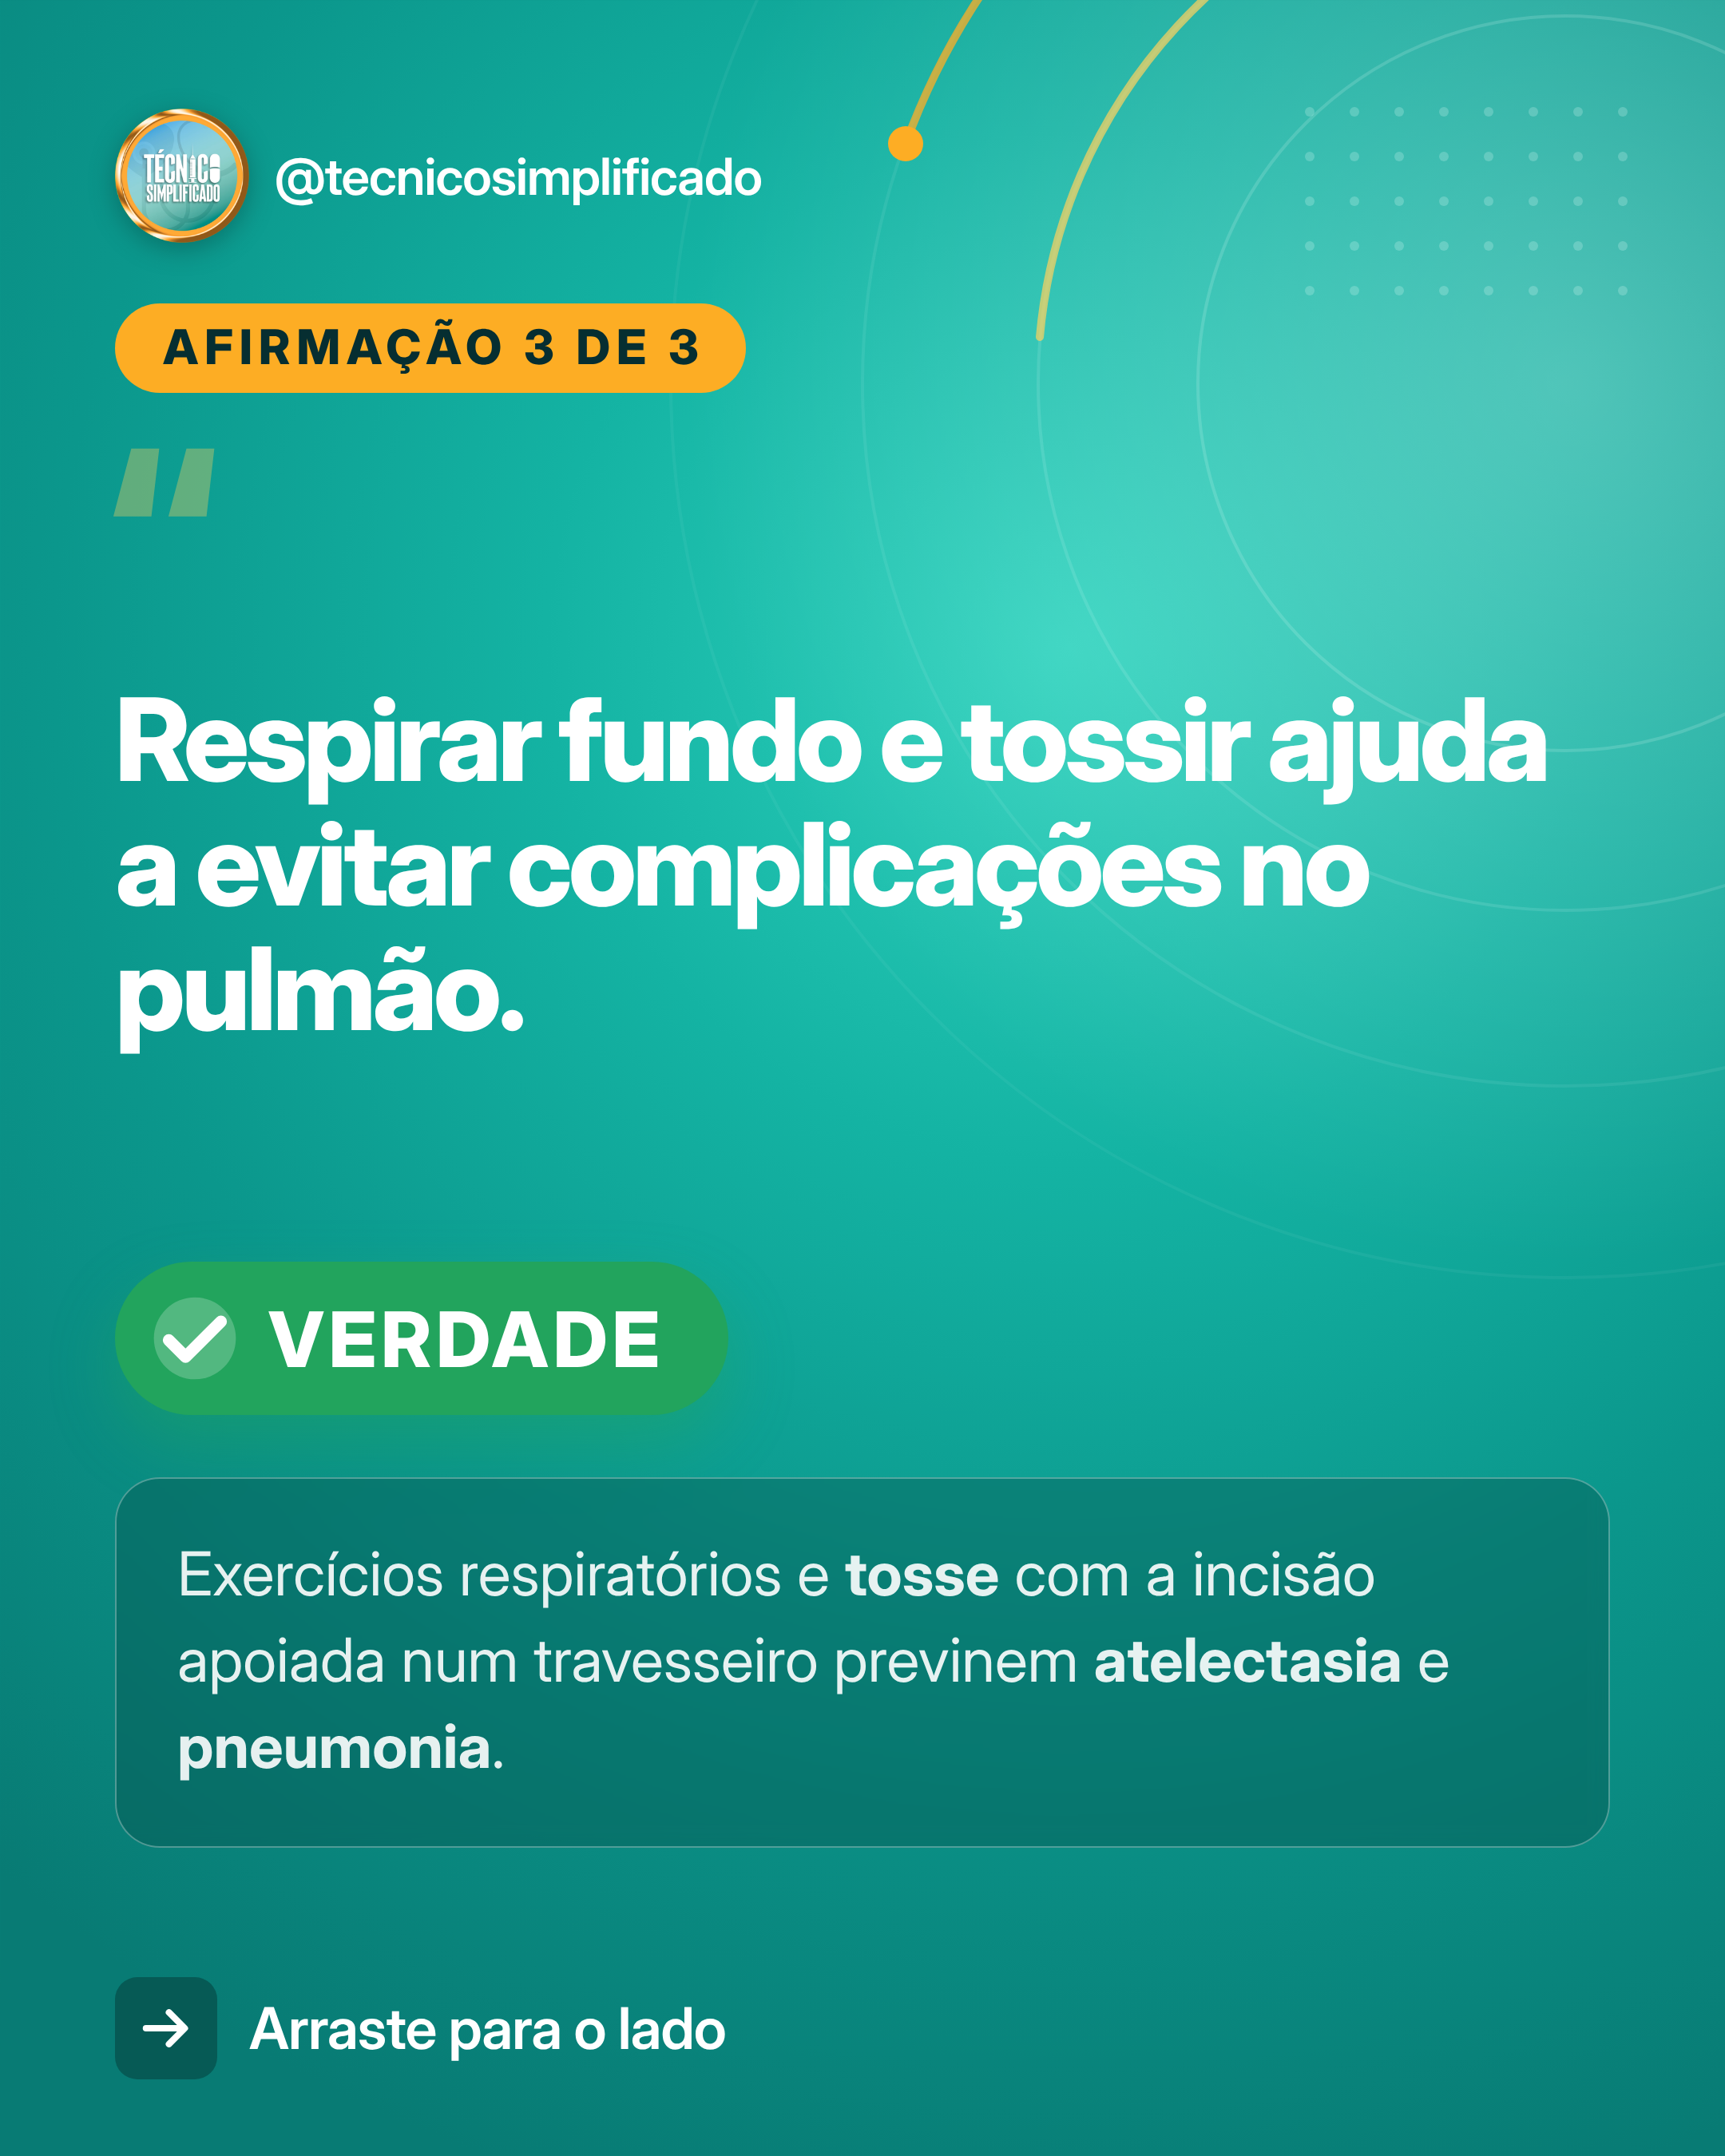 TÉCNICO
SIMPLIFICADO
@tecnicosimplificado
AFIRMAÇÃO 3 DE 3
"
Respirar fundo e tossir ajuda
a evitar complicações no
pulmão.
VERDADE
Exercícios respiratórios e tosse com a incisão
apoiada num travesseiro previnem atelectasia e
pneumonia.
Arraste para o lado